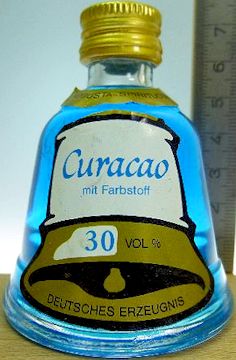 Curacao
mit Farbstoff
30 VOL %
DEUTSCHES ERZEUGNIS